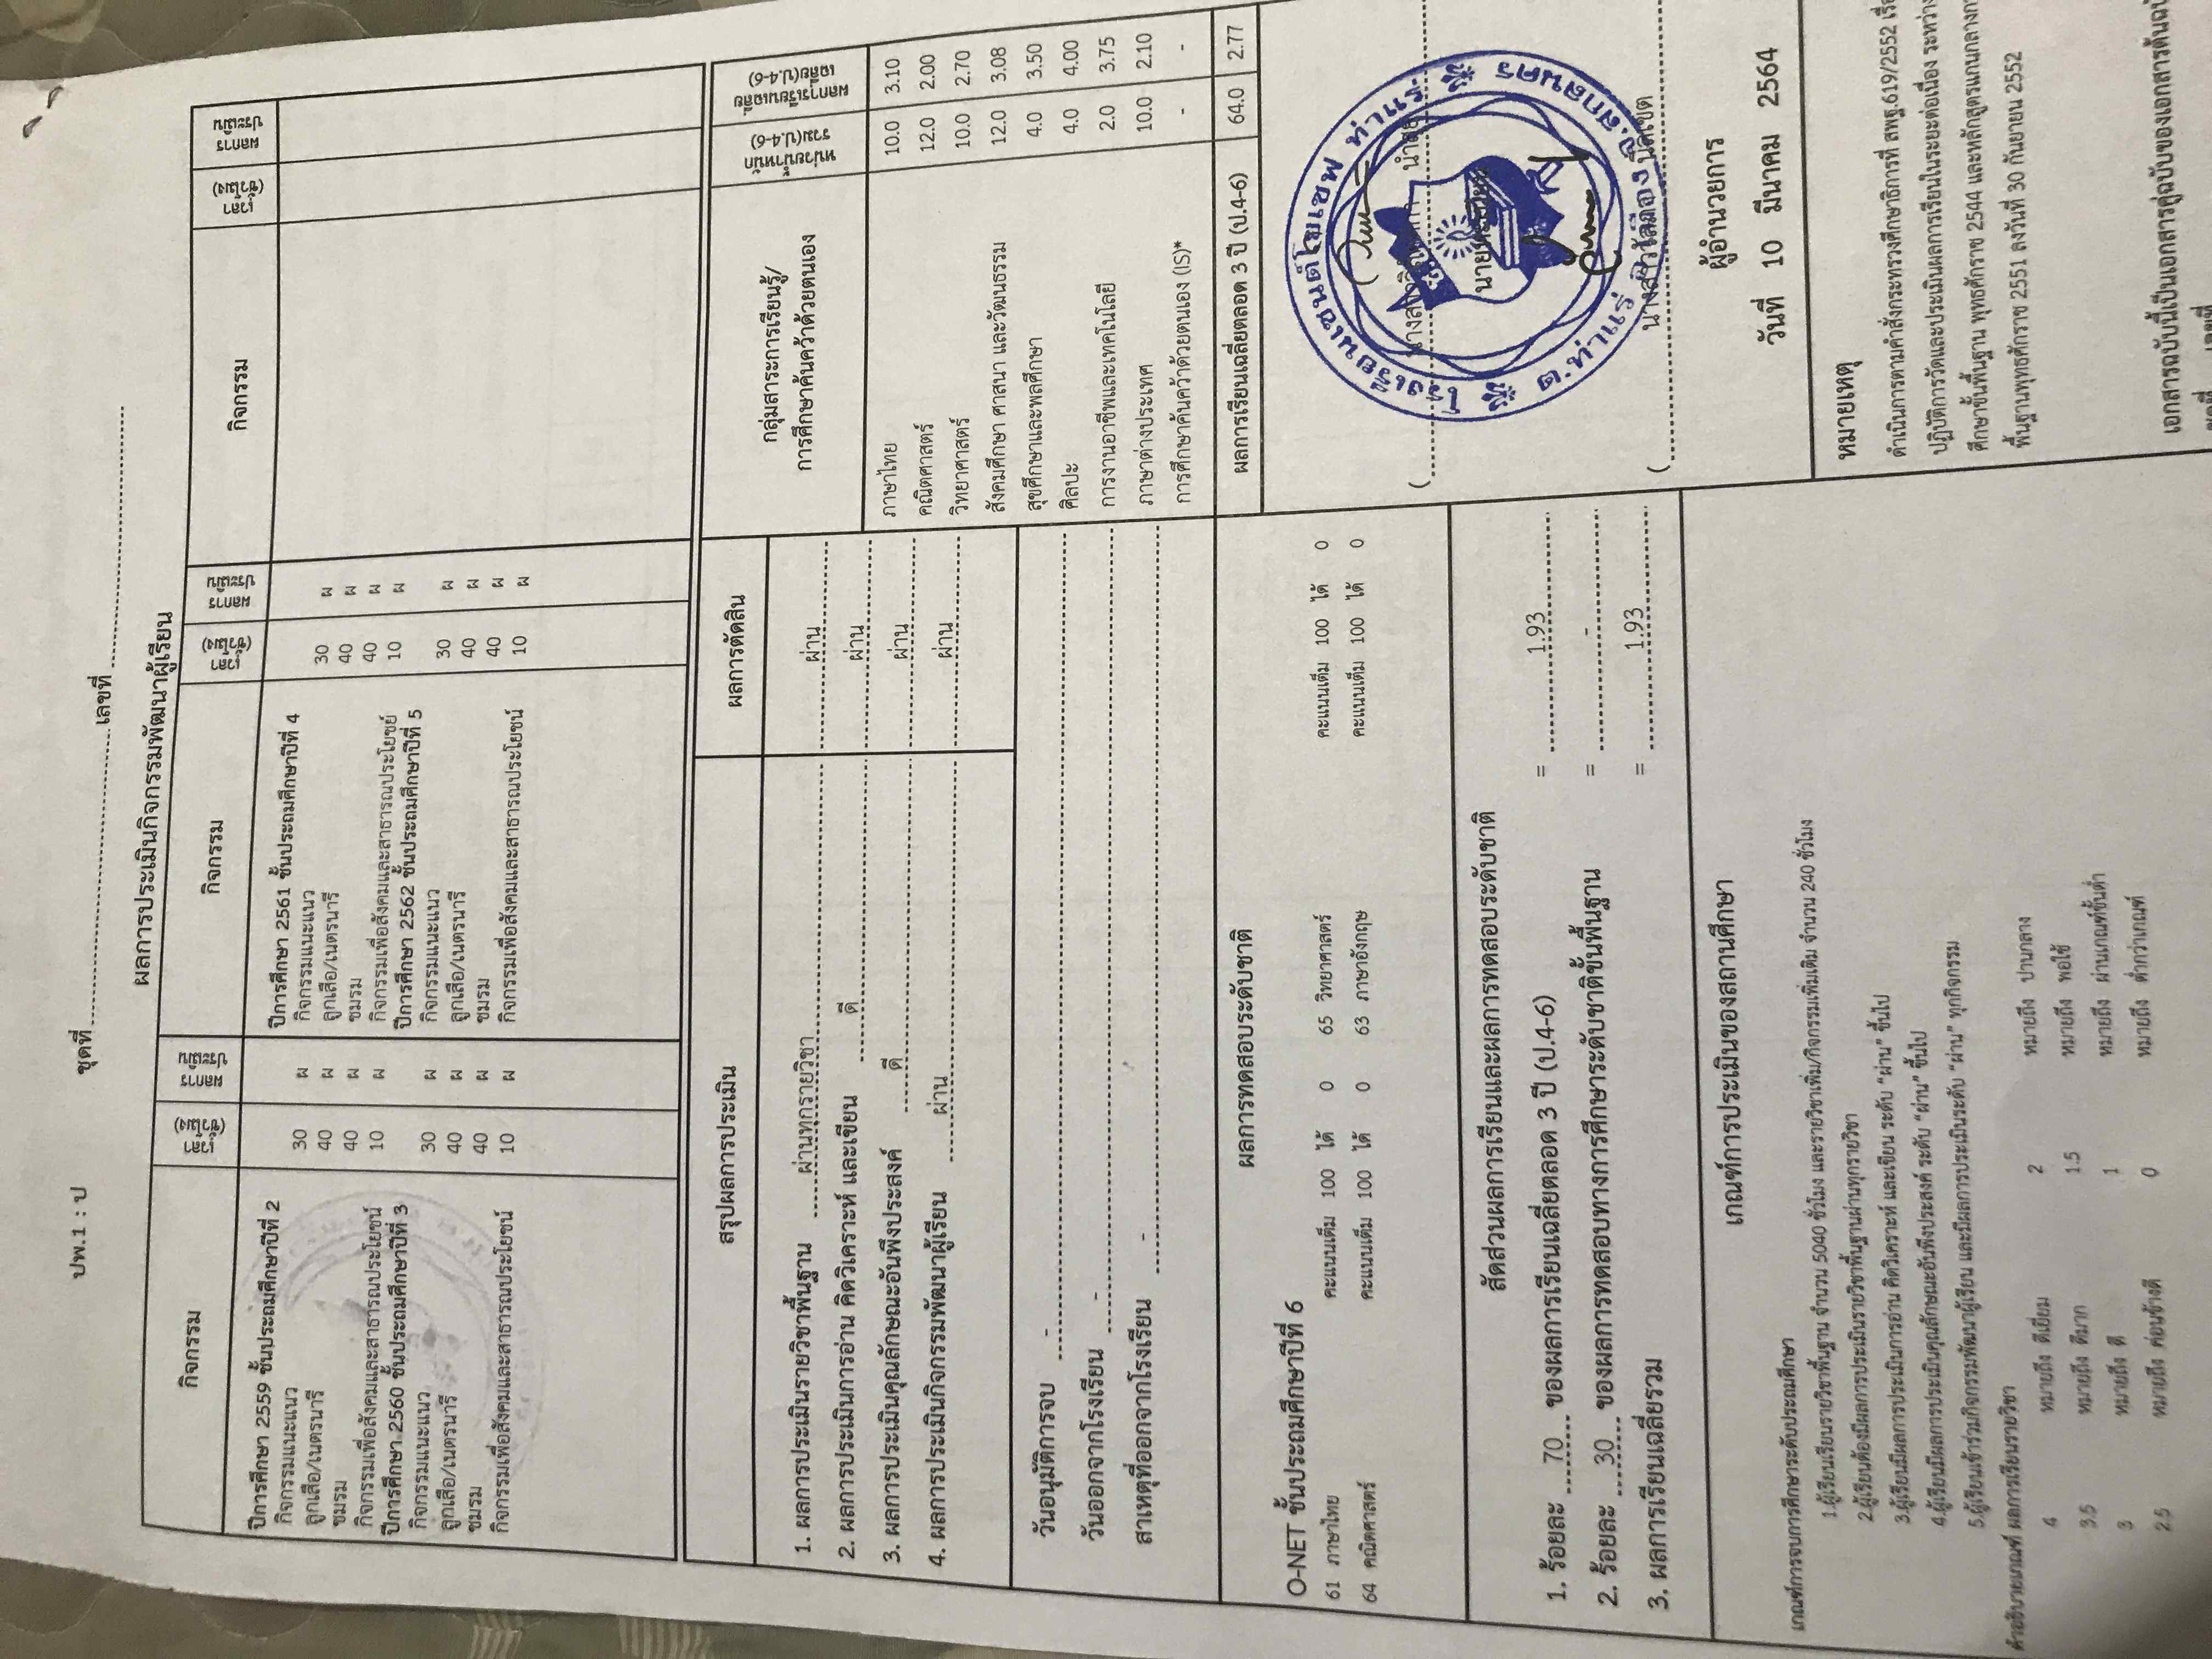 ปพ.1 : ป ชุดที่ เลขที่
ผลการประเมินกิจกรรมพัฒนาผู้เรียน
กิจกรรม เวลา (ชั่วโมง) ผลการประเมิน กิจกรรม เวลา (ชั่วโมง) ผลการประเมิน กิจกรรม เวลา (ชั่วโมง) ผลการประเมิน
ปีการศึกษา 2559 ชั้นประถมศึกษาปีที่ 2
กิจกรรมแนะแนว 30 ผ
ลูกเสือ/เนตรนารี 40 ผ
ชมรม 40 ผ
กิจกรรมเพื่อสังคมและสาธารณประโยชน์ 10 ผ
ปีการศึกษา 2560 ชั้นประถมศึกษาปีที่ 3
กิจกรรมแนะแนว 30 ผ
ลูกเสือ/เนตรนารี 40 ผ
ชมรม 40 ผ
กิจกรรมเพื่อสังคมและสาธารณประโยชน์ 10 ผ
ปีการศึกษา 2561 ชั้นประถมศึกษาปีที่ 4
กิจกรรมแนะแนว 30 ผ
ลูกเสือ/เนตรนารี 40 ผ
ชมรม 40 ผ
กิจกรรมเพื่อสังคมและสาธารณประโยชน์ 10 ผ
ปีการศึกษา 2562 ชั้นประถมศึกษาปีที่ 5
กิจกรรมแนะแนว 30 ผ
ลูกเสือ/เนตรนารี 40 ผ
ชมรม 40 ผ
กิจกรรมเพื่อสังคมและสาธารณประโยชน์ 10 ผ
สรุปผลการประเมิน ผลการตัดสิน
1. ผลการประเมินรายวิชาพื้นฐาน ผ่านทุกรายวิชา ผ่าน
2. ผลการประเมินการอ่าน คิดวิเคราะห์ และเขียน ดี ผ่าน
3. ผลการประเมินคุณลักษณะอันพึงประสงค์ ดี ผ่าน
4. ผลการประเมินกิจกรรมพัฒนาผู้เรียน ผ่าน ผ่าน
วันอนุมัติการจบ -
วันออกจากโรงเรียน -
สาเหตุที่ออกจากโรงเรียน -
กลุ่มสาระการเรียนรู้/
การศึกษาค้นคว้าด้วยตนเอง
หน่วยน้ำหนัก
รวม(ป.4-6)
ผลการเรียนเฉลี่ย
เฉลี่ย(ป.4-6)
ภาษาไทย 10.0 3.10
คณิตศาสตร์ 12.0 2.00
วิทยาศาสตร์ 10.0 2.70
สังคมศึกษา ศาสนา และวัฒนธรรม 12.0 3.08
สุขศึกษาและพลศึกษา 4.0 3.50
ศิลปะ 4.0 4.00
การงานอาชีพและเทคโนโลยี 2.0 3.75
ภาษาต่างประเทศ 10.0 2.10
การศึกษาค้นคว้าด้วยตนเอง (IS)* - -
ผลการเรียนเฉลี่ยตลอด 3 ปี (ป.4-6) 64.0 2.77
ผลการทดสอบระดับชาติ
O-NET ชั้นประถมศึกษาปีที่ 6
61 ภาษาไทย คะแนนเต็ม 100 ได้ 0 65 วิทยาศาสตร์ คะแนนเต็ม 100 ได้ 0
64 คณิตศาสตร์ คะแนนเต็ม 100 ได้ 0 63 ภาษาอังกฤษ คะแนนเต็ม 100 ได้ 0
สัดส่วนผลการเรียนและผลการทดสอบระดับชาติ
1. ร้อยละ 70 ของผลการเรียนเฉลี่ยตลอด 3 ปี (ป.4-6) = 1.93
2. ร้อยละ 30 ของผลการทดสอบทางการศึกษาระดับชาติขั้นพื้นฐาน = -
3. ผลการเรียนเฉลี่ยรวม = 1.93
โรงเรียนเซนต์โยเซฟ ท่าแร่
ต.ท่าแร่ จ.สกลนคร
ผู้อำนวยการ
วันที่ 10 มีนาคม 2564
เกณฑ์การประเมินของสถานศึกษา
เกณฑ์การจบการศึกษาระดับประถมศึกษา
1.ผู้เรียนเรียนรายวิชาพื้นฐาน จำนวน 5040 ชั่วโมง และรายวิชาเพิ่ม/กิจกรรมเพิ่มเติม จำนวน 240 ชั่วโมง
2.ผู้เรียนต้องมีผลการประเมินรายวิชาพื้นฐานผ่านทุกรายวิชา
3.ผู้เรียนมีผลการประเมินการอ่าน คิดวิเคราะห์ และเขียน ระดับ "ผ่าน" ขึ้นไป
4.ผู้เรียนมีผลการประเมินคุณลักษณะอันพึงประสงค์ ระดับ "ผ่าน" ขึ้นไป
5.ผู้เรียนเข้าร่วมกิจกรรมพัฒนาผู้เรียน และมีผลการประเมินระดับ "ผ่าน" ทุกกิจกรรม
คำอธิบายเกณฑ์ ผลการเรียนรายวิชา
4 หมายถึง ดีเยี่ยม 2 หมายถึง ปานกลาง
3.5 หมายถึง ดีมาก 1.5 หมายถึง พอใช้
3 หมายถึง ดี 1 หมายถึง ผ่านเกณฑ์ขั้นต่ำ
2.5 หมายถึง ค่อนข้างดี 0 หมายถึง ต่ำกว่าเกณฑ์
หมายเหตุ
ดำเนินการตามคำสั่งกระทรวงศึกษาธิการที่ สพฐ.619/2552
ปฏิบัติการวัดและประเมินผลการเรียนในระยะต่อเนื่อง
ศึกษาขั้นพื้นฐาน พุทธศักราช 2544 และหลักสูตรแกนกลาง
พื้นฐานพุทธศักราช 2551 ลงวันที่ 30 กันยายน 2552
เอกสารฉบับนี้เป็นเอกสารคู่ฉบับของเอกสารต้นฉบับ